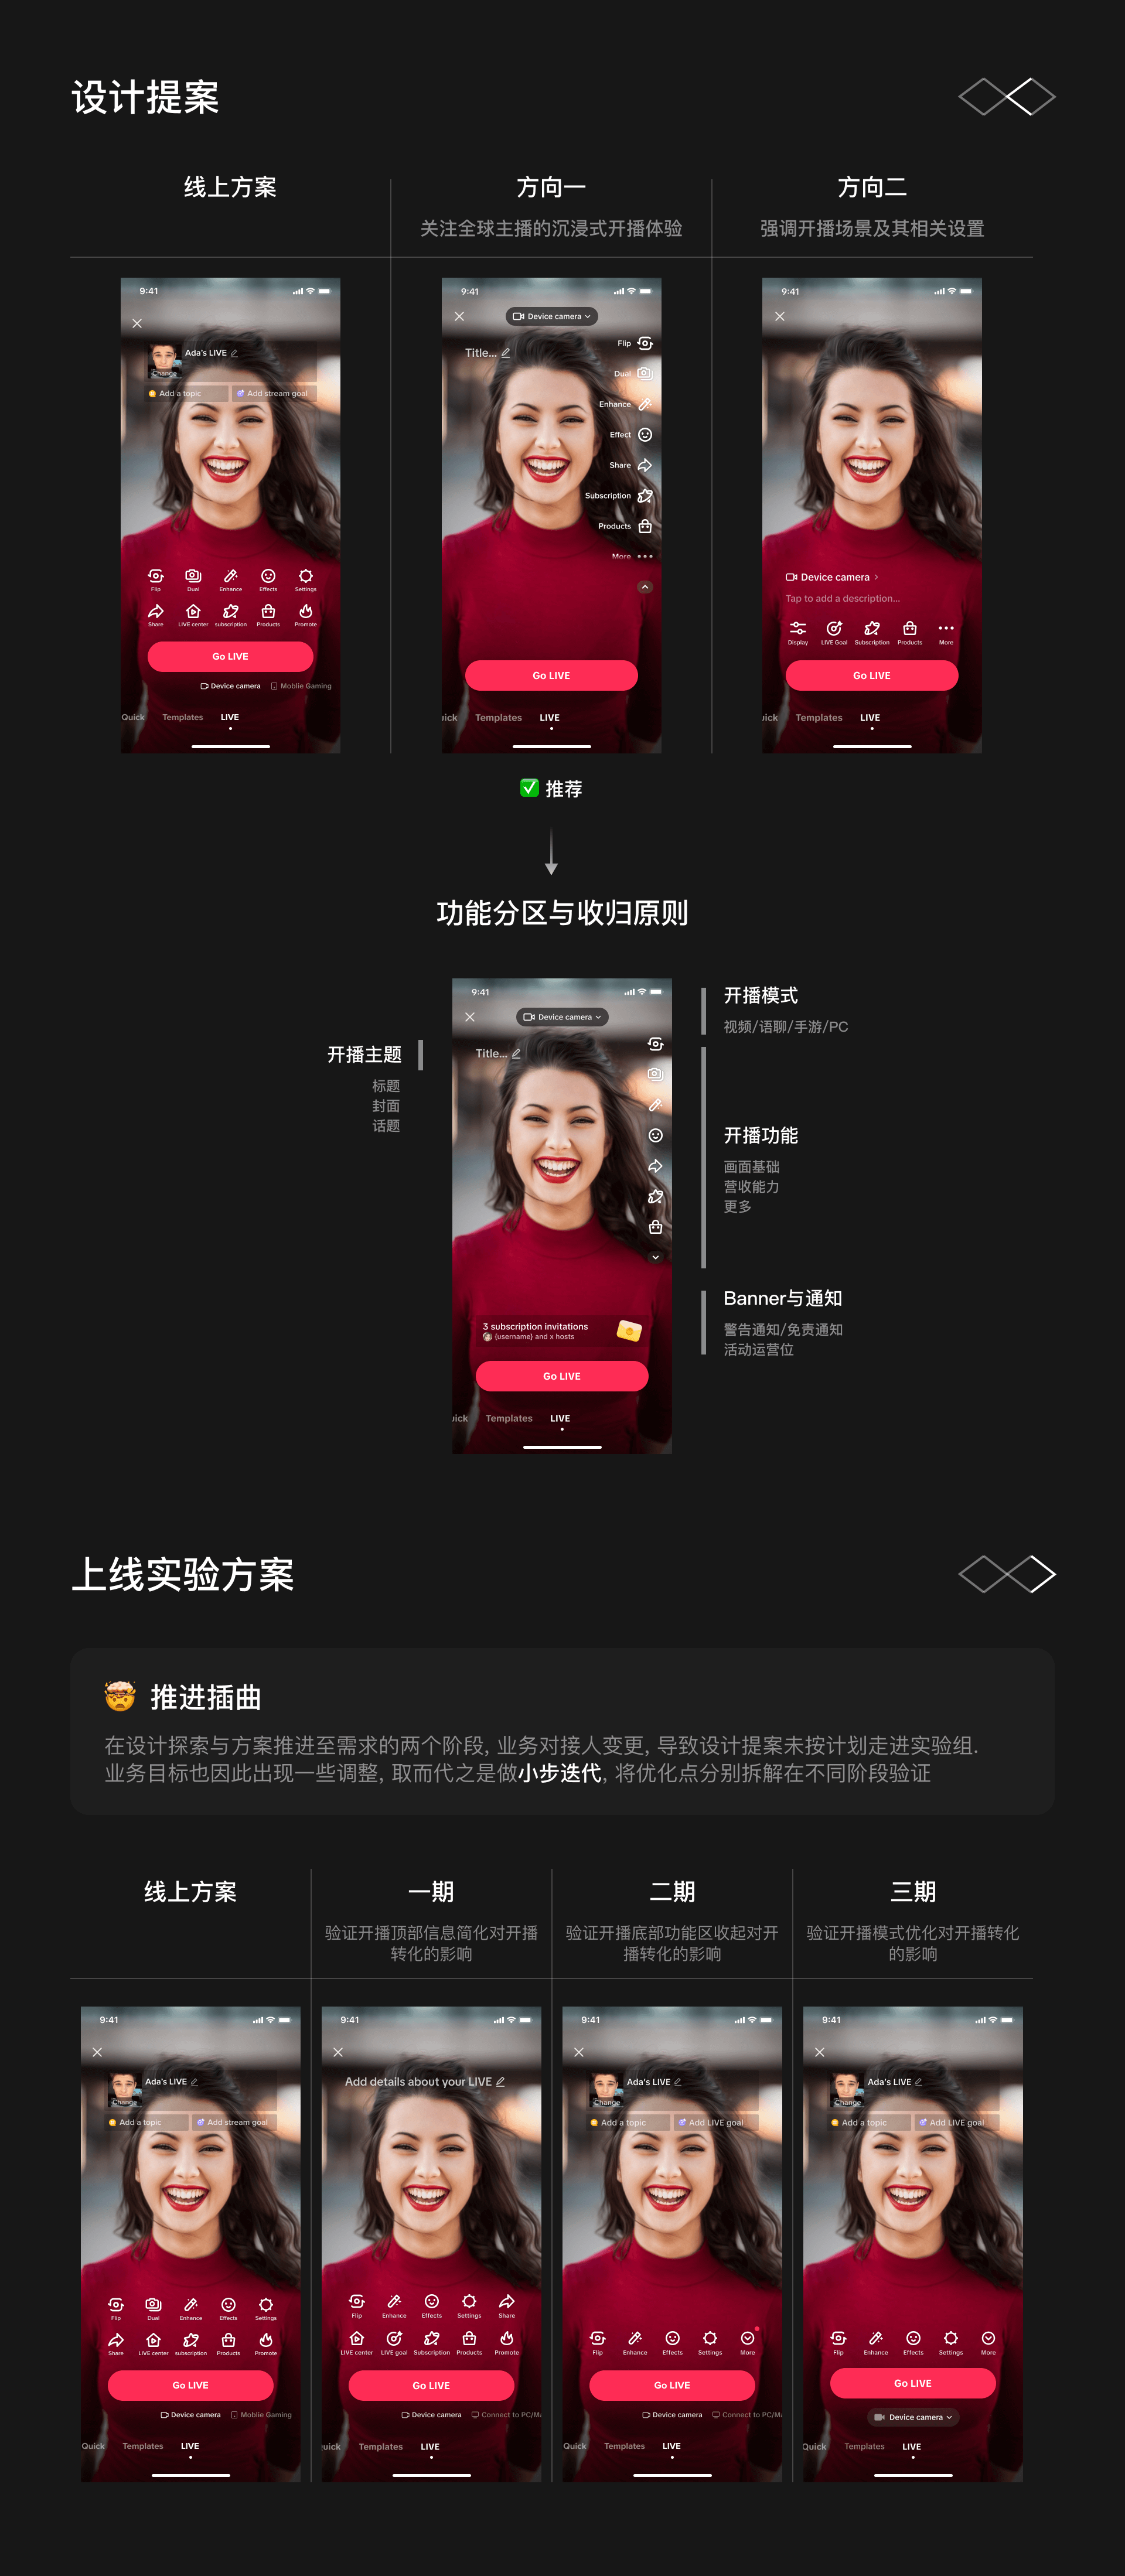 设计提案
线上方案
方向一
关注全球主播的沉浸式开播体验
方向二
强调开播场景及其相关设置
9:41
Ada's LIVE
Change
Add a topic
Add stream goal
Flip
Dual
Enhance
Effects
Settings
Share
LIVE center
subscription
Products
Promote
Go LIVE
Device camera
Moblie Gaming
Quick
Templates
LIVE
9:41
Device camera
Title...
Flip
Dual
Enhance
Effect
Share
Subscription
Products
More
Go LIVE
uick
Templates
LIVE
9:41
Device camera
Tap to add a description...
Display
LIVE Goal
Subscription
Products
More
Go LIVE
uick
Templates
LIVE
推荐
功能分区与收归原则
开播主题
标题
封面
话题
9:41
Device camera
Title...
3 subscription invitations
{username} and x hosts
Go LIVE
uick
Templates
LIVE
开播模式
视频/语聊/手游/PC
开播功能
画面基础
营收能力
更多
Banner与通知
警告通知/免责通知
活动运营位
上线实验方案
推进插曲
在设计探索与方案推进至需求的两个阶段, 业务对接人变更, 导致设计提案未按计划走进实验组.
业务目标也因此出现一些调整, 取而代之是做小步迭代, 将优化点分别拆解在不同阶段验证
线上方案
一期
验证开播顶部信息简化对开播
转化的影响
二期
验证开播底部功能区收起对开
播转化的影响
三期
验证开播模式优化对开播转化
的影响
9:41
Ada's LIVE
Change
Add a topic
Add stream goal
Flip
Dual
Enhance
Effects
Settings
Share
LIVE center
subscription
Products
Promote
Go LIVE
Device camera
Moblie Gaming
Quick
Templates
LIVE
9:41
Add details about your LIVE
Flip
Enhance
Effects
Settings
Share
LIVE center
LIVE goal
Subscription
Products
Promote
Go LIVE
Device camera
Connect to PC/Ma
uick
Templates
LIVE
9:41
Ada's LIVE
Change
Add a topic
Add LIVE goal
Flip
Enhance
Effects
Settings
More
Go LIVE
Device camera
Connect to PC/Ma
Quick
Templates
LIVE
9:41
Ada's LIVE
Change
Add a topic
Add LIVE goal
Flip
Enhance
Effects
Settings
More
Go LIVE
Device camera
Quick
Templates
LIVE